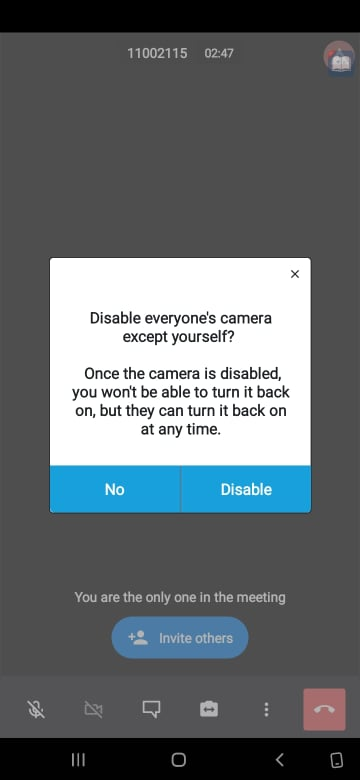 11002115 02:47
×
Disable everyone's camera
except yourself?
Once the camera is disabled,
you won't be able to turn it back
on, but they can turn it back on
at any time.
No Disable
You are the only one in the meeting
Invite others